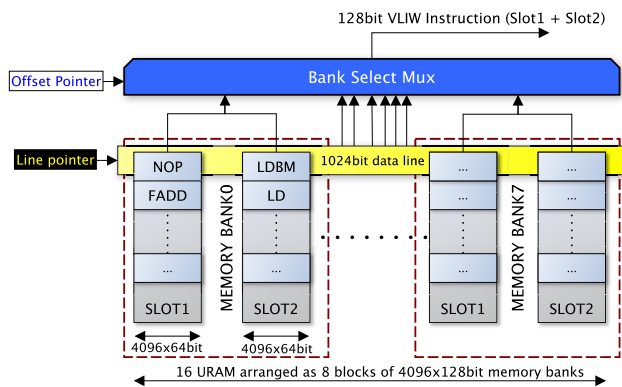 128bit VLIW Instruction (Slot1 + Slot2)
Bank Select Mux
Offset Pointer
Line pointer
1024bit data line
NOP
LDBM
...
...
FADD
LD
...
...
MEMORY BANK0
MEMORY BANK7
...
...
...
...
SLOT1
SLOT2
SLOT1
SLOT2
4096x64bit
4096x64bit
16 URAM arranged as 8 blocks of 4096x128bit memory banks